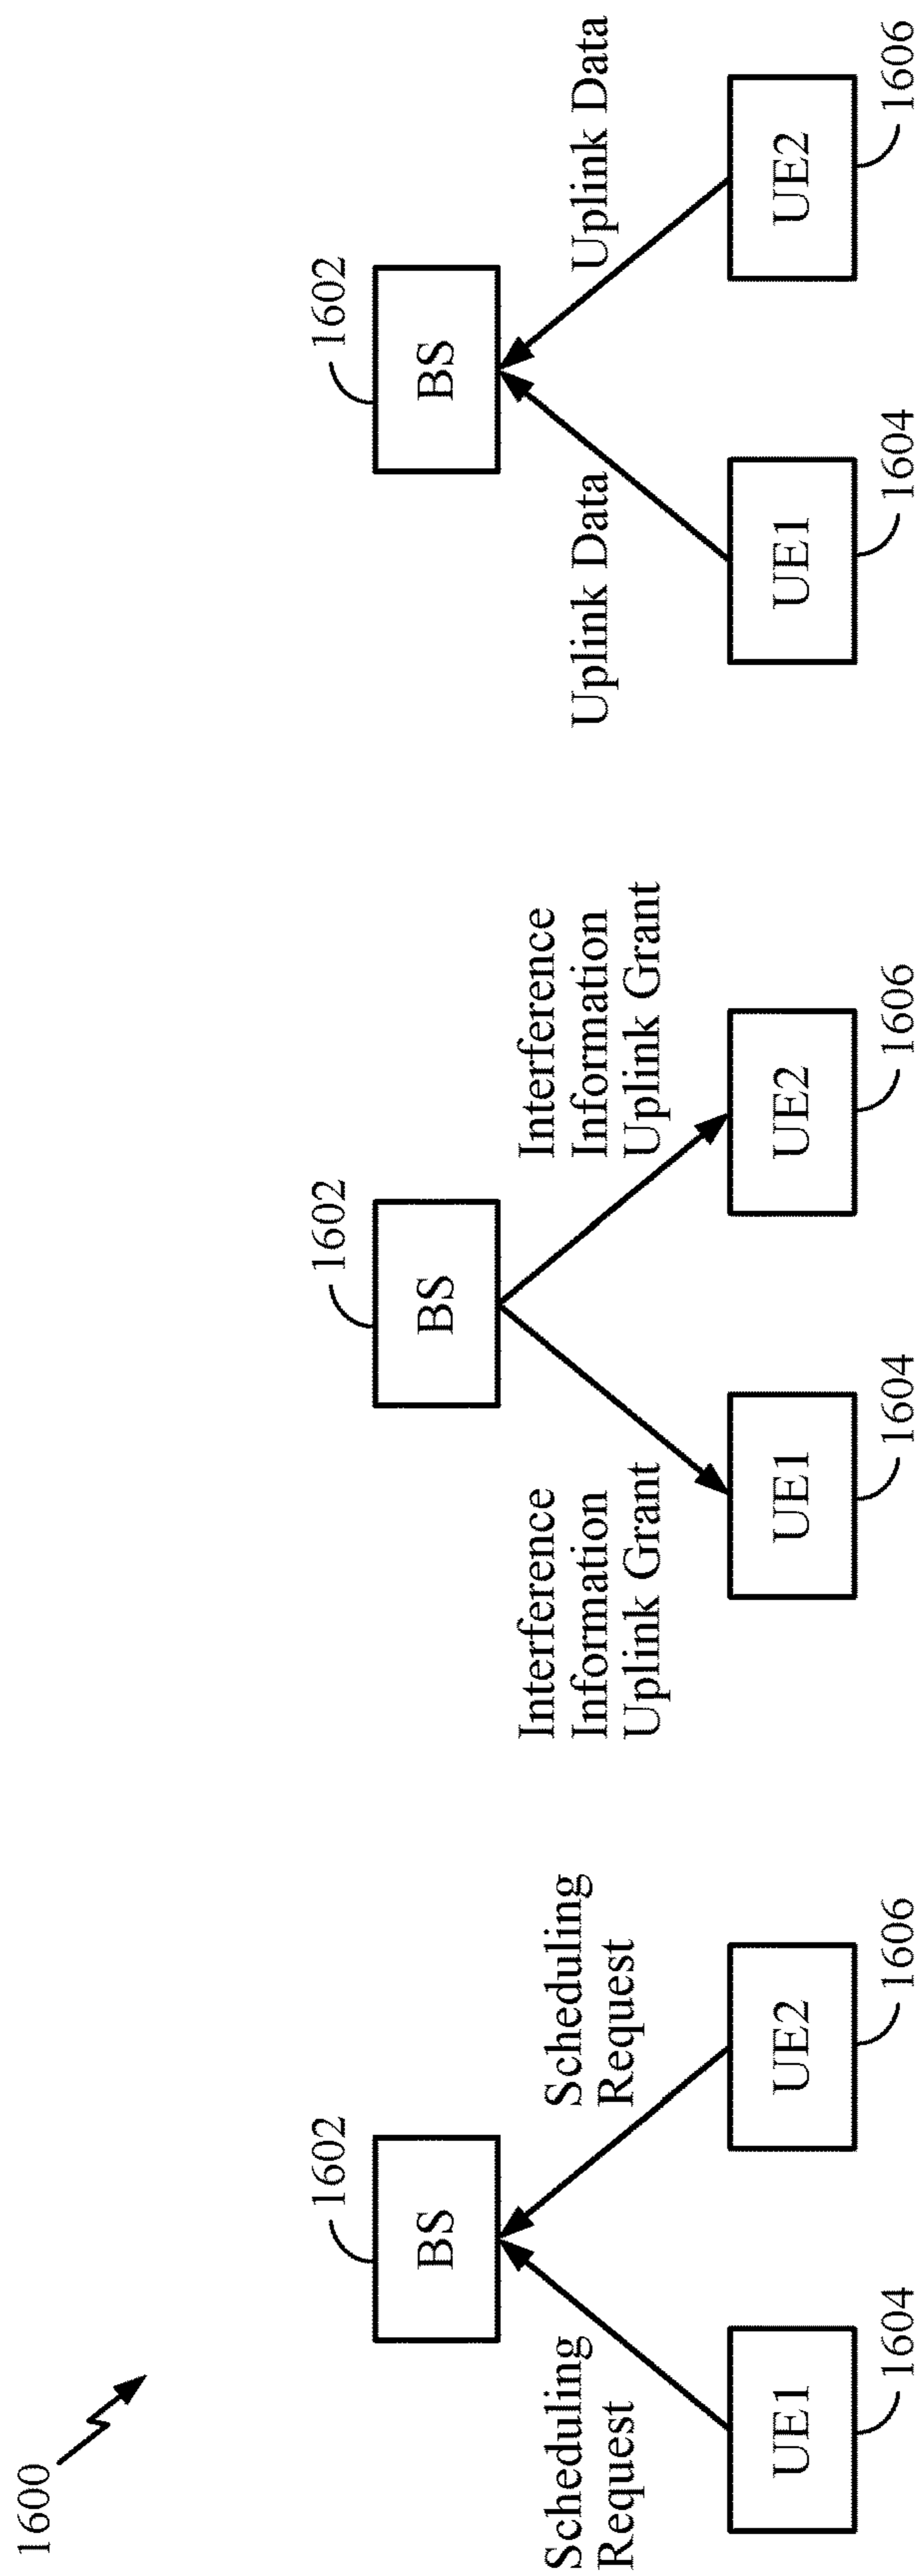 1600
1602
BS
Scheduling
Request
Scheduling
Request
UE1
UE2
1604
1606
1602
BS
Interference
Information
Uplink Grant
Interference
Information
Uplink Grant
UE1
UE2
1604
1606
1602
BS
Uplink Data
Uplink Data
UE1
UE2
1604
1606